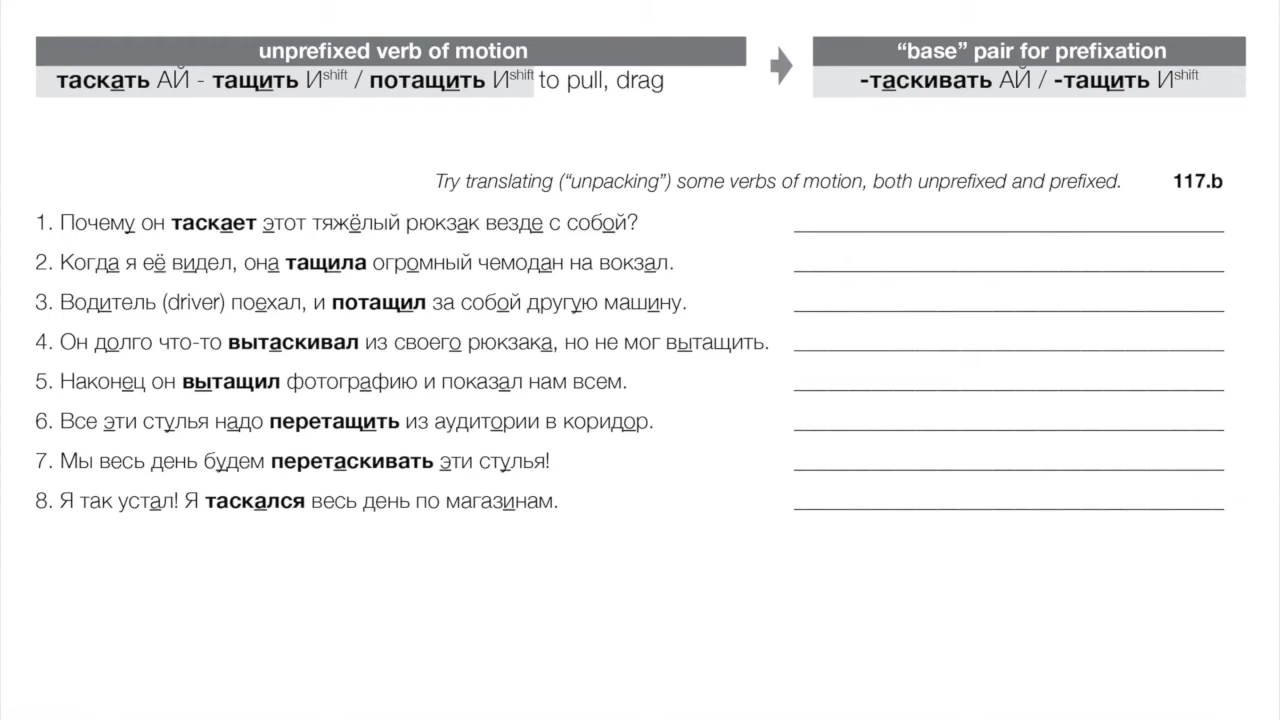 unprefixed verb of motion
“base” pair for prefixation
таскать АЙ - тащить Иshift / потащить Иshift to pull, drag
-таскивать АЙ / -тащить Иshift
Try translating (“unpacking”) some verbs of motion, both unprefixed and prefixed. 117.b
1. Почему он таскает этот тяжёлый рюкзак везде с собой?
2. Когда я её видел, она тащила огромный чемодан на вокзал.
3. Водитель (driver) поехал, и потащил за собой другую машину.
4. Он долго что-то вытаскивал из своего рюкзака, но не мог вытащить.
5. Наконец он вытащил фотографию и показал нам всем.
6. Все эти стулья надо перетащить из аудитории в коридор.
7. Мы весь день будем перетаскивать эти стулья!
8. Я так устал! Я таскался весь день по магазинам.